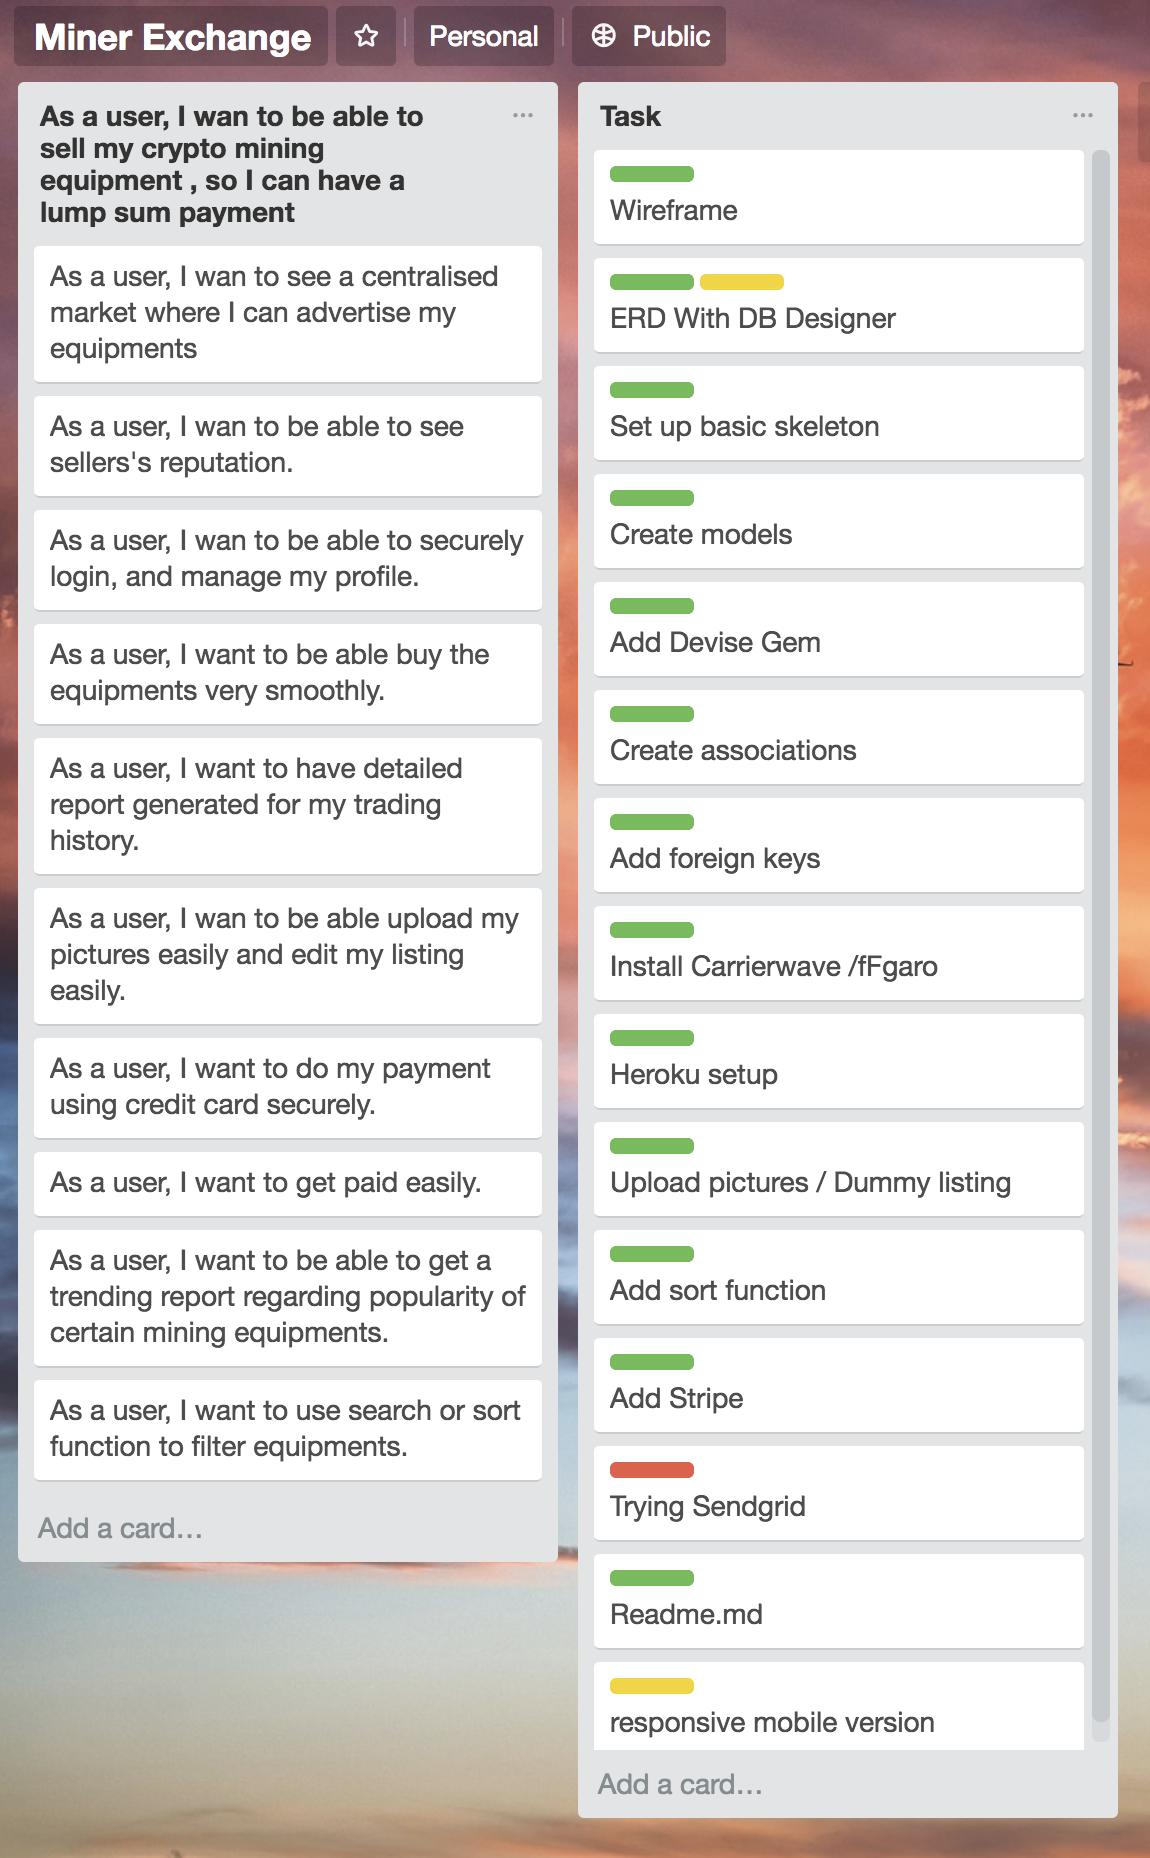 Miner Exchange
Personal
Public
As a user, I wan to be able to
sell my crypto mining
equipment , so I can have a
lump sum payment
As a user, I wan to see a centralised
market where I can advertise my
equipments
As a user, I wan to be able to see
sellers's reputation.
As a user, I wan to be able to securely
login, and manage my profile.
As a user, I want to be able buy the
equipments very smoothly.
As a user, I want to have detailed
report generated for my trading
history.
As a user, I wan to be able upload my
pictures easily and edit my listing
easily.
As a user, I want to do my payment
using credit card securely.
As a user, I want to get paid easily.
As a user, I want to be able to get a
trending report regarding popularity of
certain mining equipments.
As a user, I want to use search or sort
function to filter equipments.
Add a card...
Task
Wireframe
ERD With DB Designer
Set up basic skeleton
Create models
Add Devise Gem
Create associations
Add foreign keys
Install Carrierwave /fFgaro
Heroku setup
Upload pictures / Dummy listing
Add sort function
Add Stripe
Trying Sendgrid
Readme.md
responsive mobile version
Add a card...